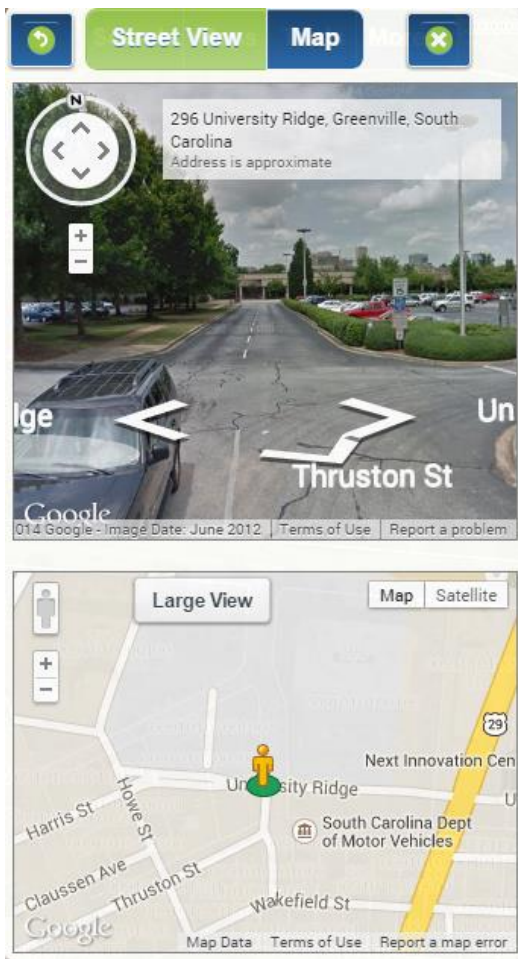 Street View
Map
N
296 University Ridge, Greenville, South
Carolina
Address is approximate
+
−
lge
Un
Thruston St
Google
014 Google - Image Date: June 2012
Terms of Use
Report a problem
Large View
Map
Satellite
+
−
29
Next Innovation Cen
University Ridge
U
Howe St
Harris St
South Carolina Dept
of Motor Vehicles
Claussen Ave
Thruston St
Wakefield St
Google
Map Data
Terms of Use
Report a map error